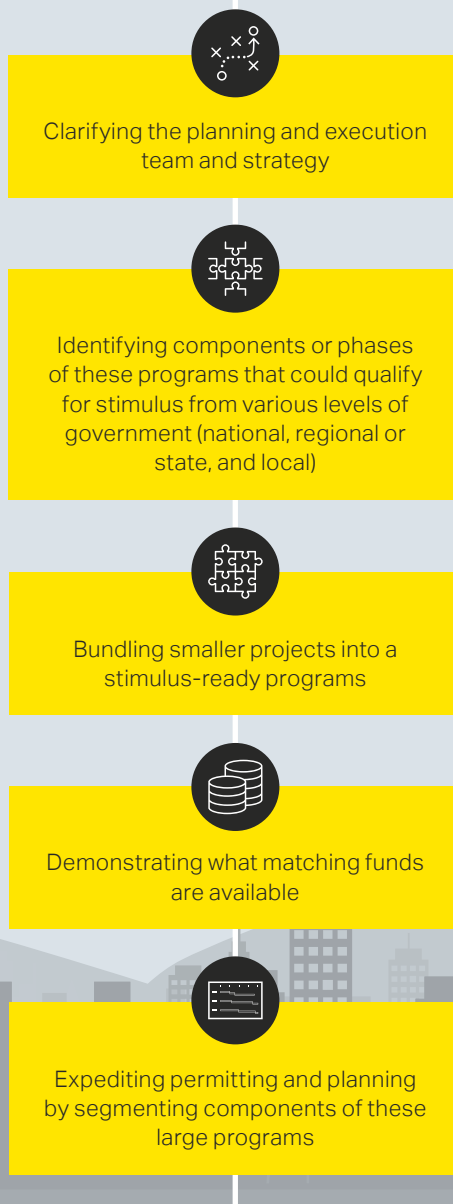 Clarifying the planning and execution
team and strategy
Identifying components or phases
of these programs that could qualify
for stimulus from various levels of
government (national, regional or
state, and local)
Bundling smaller projects into a
stimulus-ready programs
Demonstrating what matching funds
are available
Expediting permitting and planning
by segmenting components of these
large programs